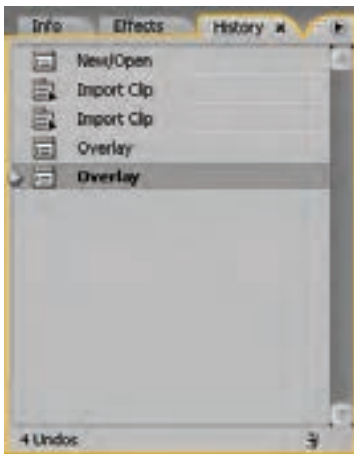 Info Effects History x
New/Open
Import Clip
Import Clip
Overlay
Overlay
4 Undos